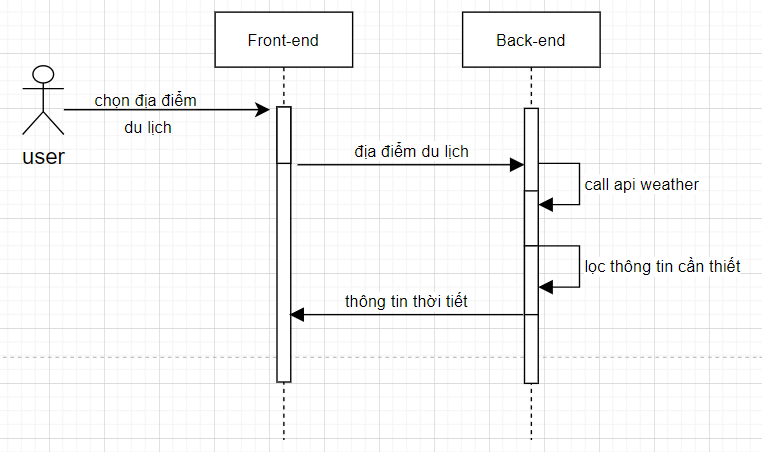 Front-end
Back-end
chọn địa điểm
du lịch
user
địa điểm du lịch
call api weather
lọc thông tin cần thiết
thông tin thời tiết